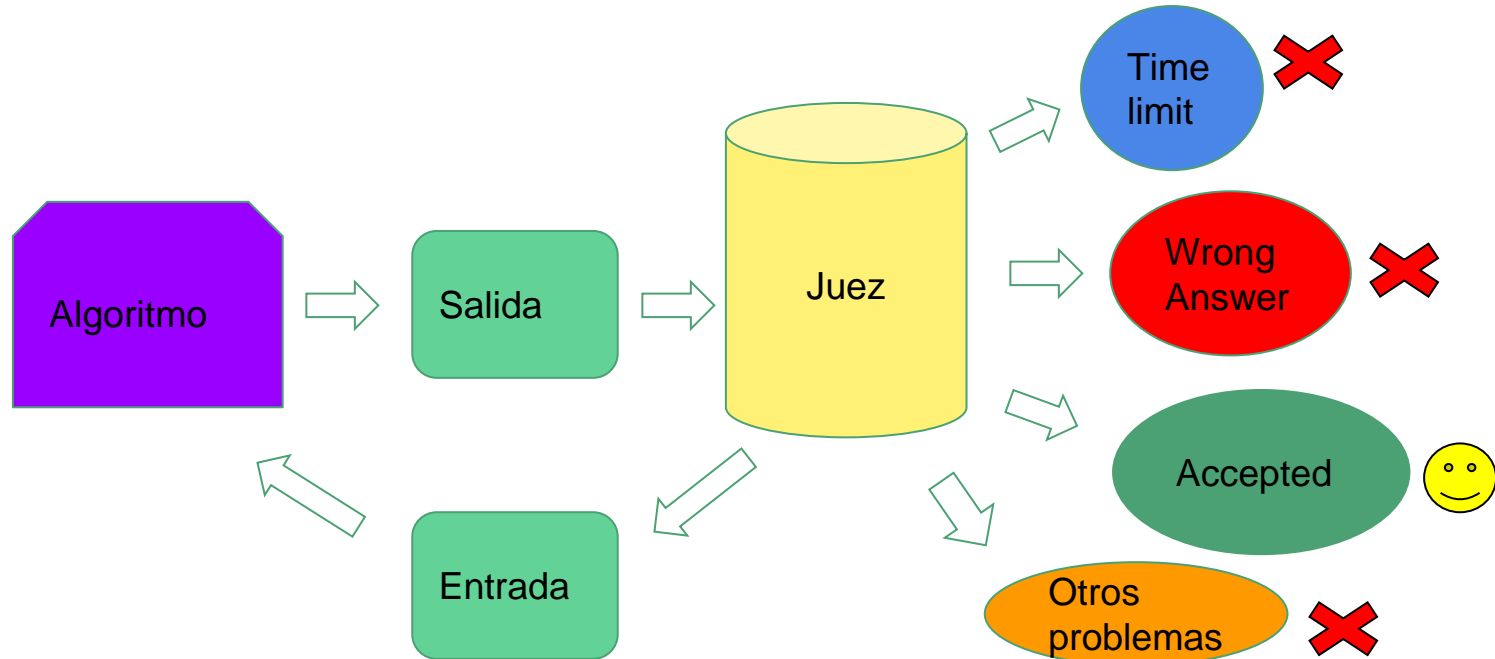 Time
limit
Algoritmo
Salida
Juez
Wrong
Answer
Accepted
Entrada
Otros
problemas